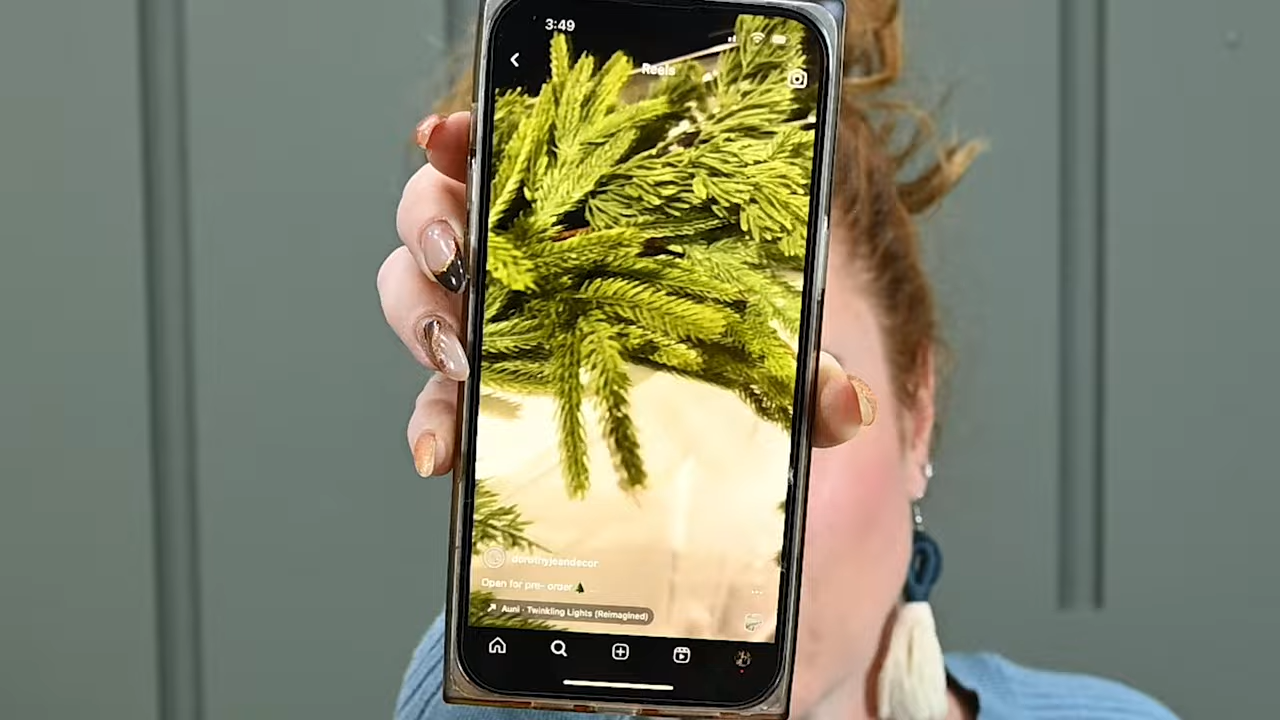 3:49
Reels
dorothyjeandecor
Open for pre- order
Auni · Twinkling Lights (Reimagined)